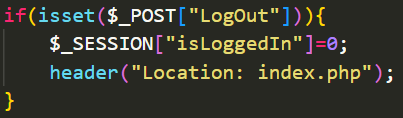 if(isset($_POST["LogOut"])){
    $_SESSION["isLoggedIn"]=0;
    header("Location: index.php");
}